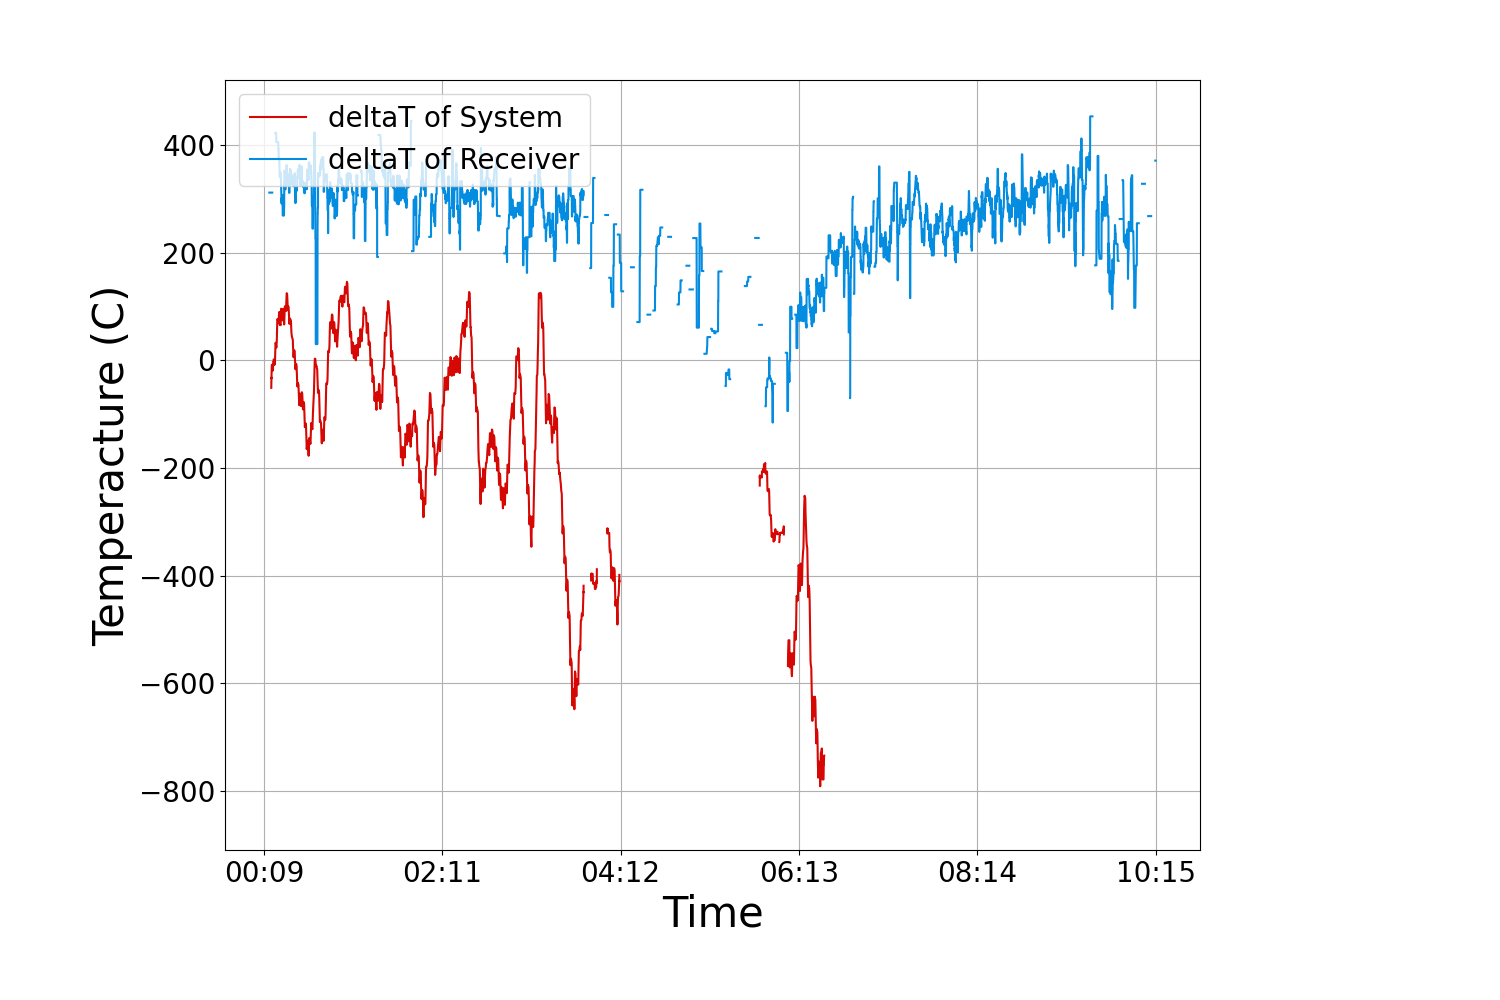 deltaT of System
deltaT of Receiver
400
200
0
−200
−400
−600
−800
Temperacture (C)
00:09 02:11 04:12 06:13 08:14 10:15
Time